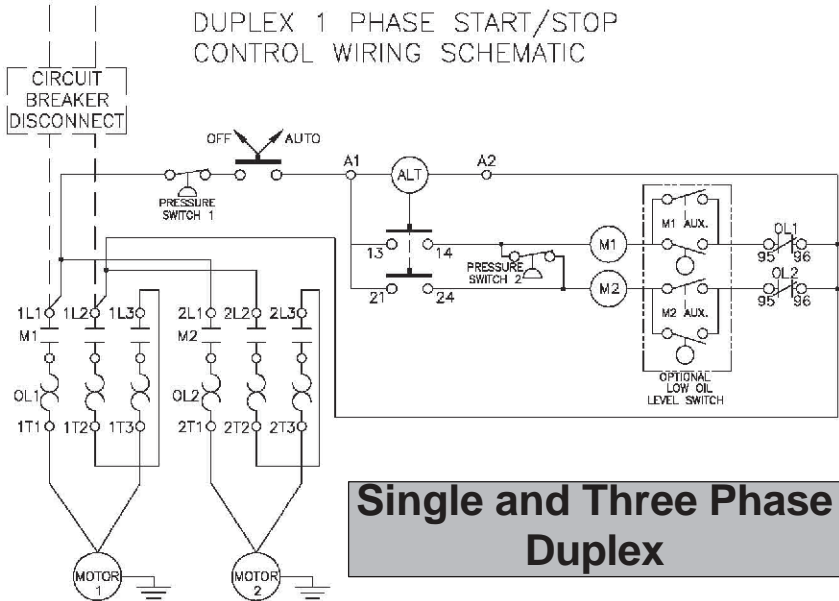 DUPLEX 1 PHASE START/STOP
CONTROL WIRING SCHEMATIC
CIRCUIT
BREAKER
DISCONNECT
OFF
AUTO
PRESSURE
SWITCH 1
A1
ALT
A2
13
14
PRESSURE
SWITCH 2
21
24
M1
M2
M1 AUX.
M2 AUX.
OL1
95
96
OL2
95
96
OPTIONAL
LOW OIL
LEVEL SWITCH
1L1
1L2
1L3
2L1
2L2
2L3
M1
M2
OL1
OL2
1T1
1T2
1T3
2T1
2T2
2T3
MOTOR
1
MOTOR
2
Single and Three Phase
Duplex